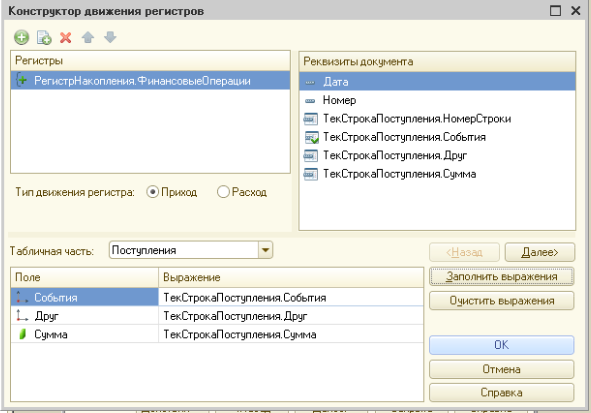 Конструктор движения регистров
Регистры
РегистрНакопления.ФинансовыеОперации
Тип движения регистра: Приход Расход
Реквизиты документа
Дата
Номер
ТекСтрокаПоступления.НомерСтроки
ТекСтрокаПоступления.События
ТекСтрокаПоступления.Друг
ТекСтрокаПоступления.Сумма
Табличная часть: Поступления
<Назад Далее>
Поле Выражение
События ТекСтрокаПоступления.События
Друг ТекСтрокаПоступления.Друг
Сумма ТекСтрокаПоступления.Сумма
Заполнить выражения
Очистить выражения
OK
Отмена
Справка